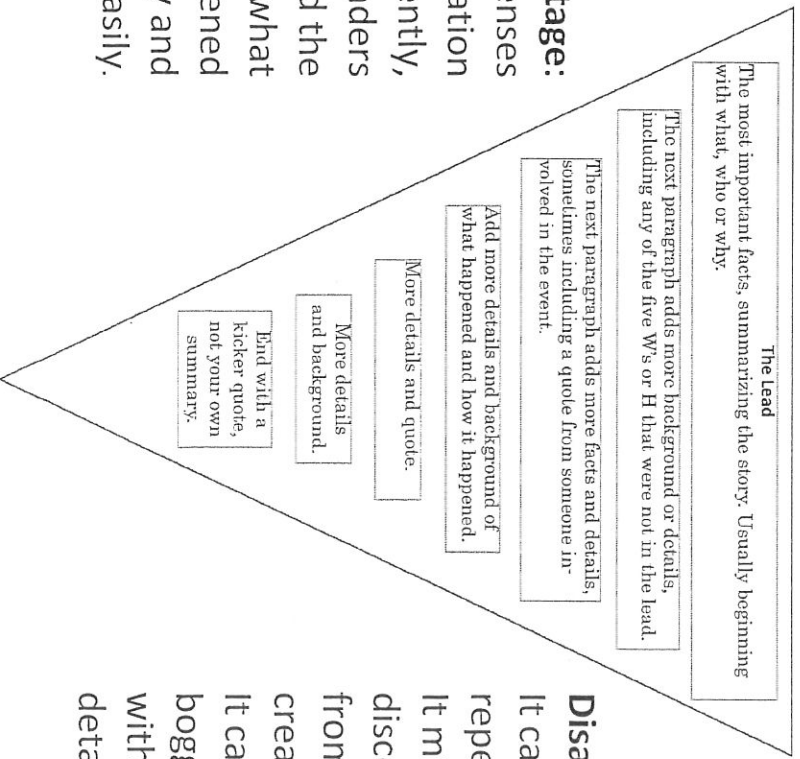 The Lead
The most important facts, summarizing the story. Usually beginning
with what, who or why.
The next paragraph adds more background or details,
including any of the five W's or H that were not in the lead.
The next paragraph adds more facts and details,
sometimes including a quote from someone in-
volved in the event.
Add more details and background of
what happened and how it happened.
More details and quote.
More details
and background.
End with a
kicker quote,
not your own
summary.
tage:
enses
ation
ently,
ders
d the
what
ened
y and
asily.
Disa
It ca
repe
It m
disc
from
crea
It ca
bogg
with
deta